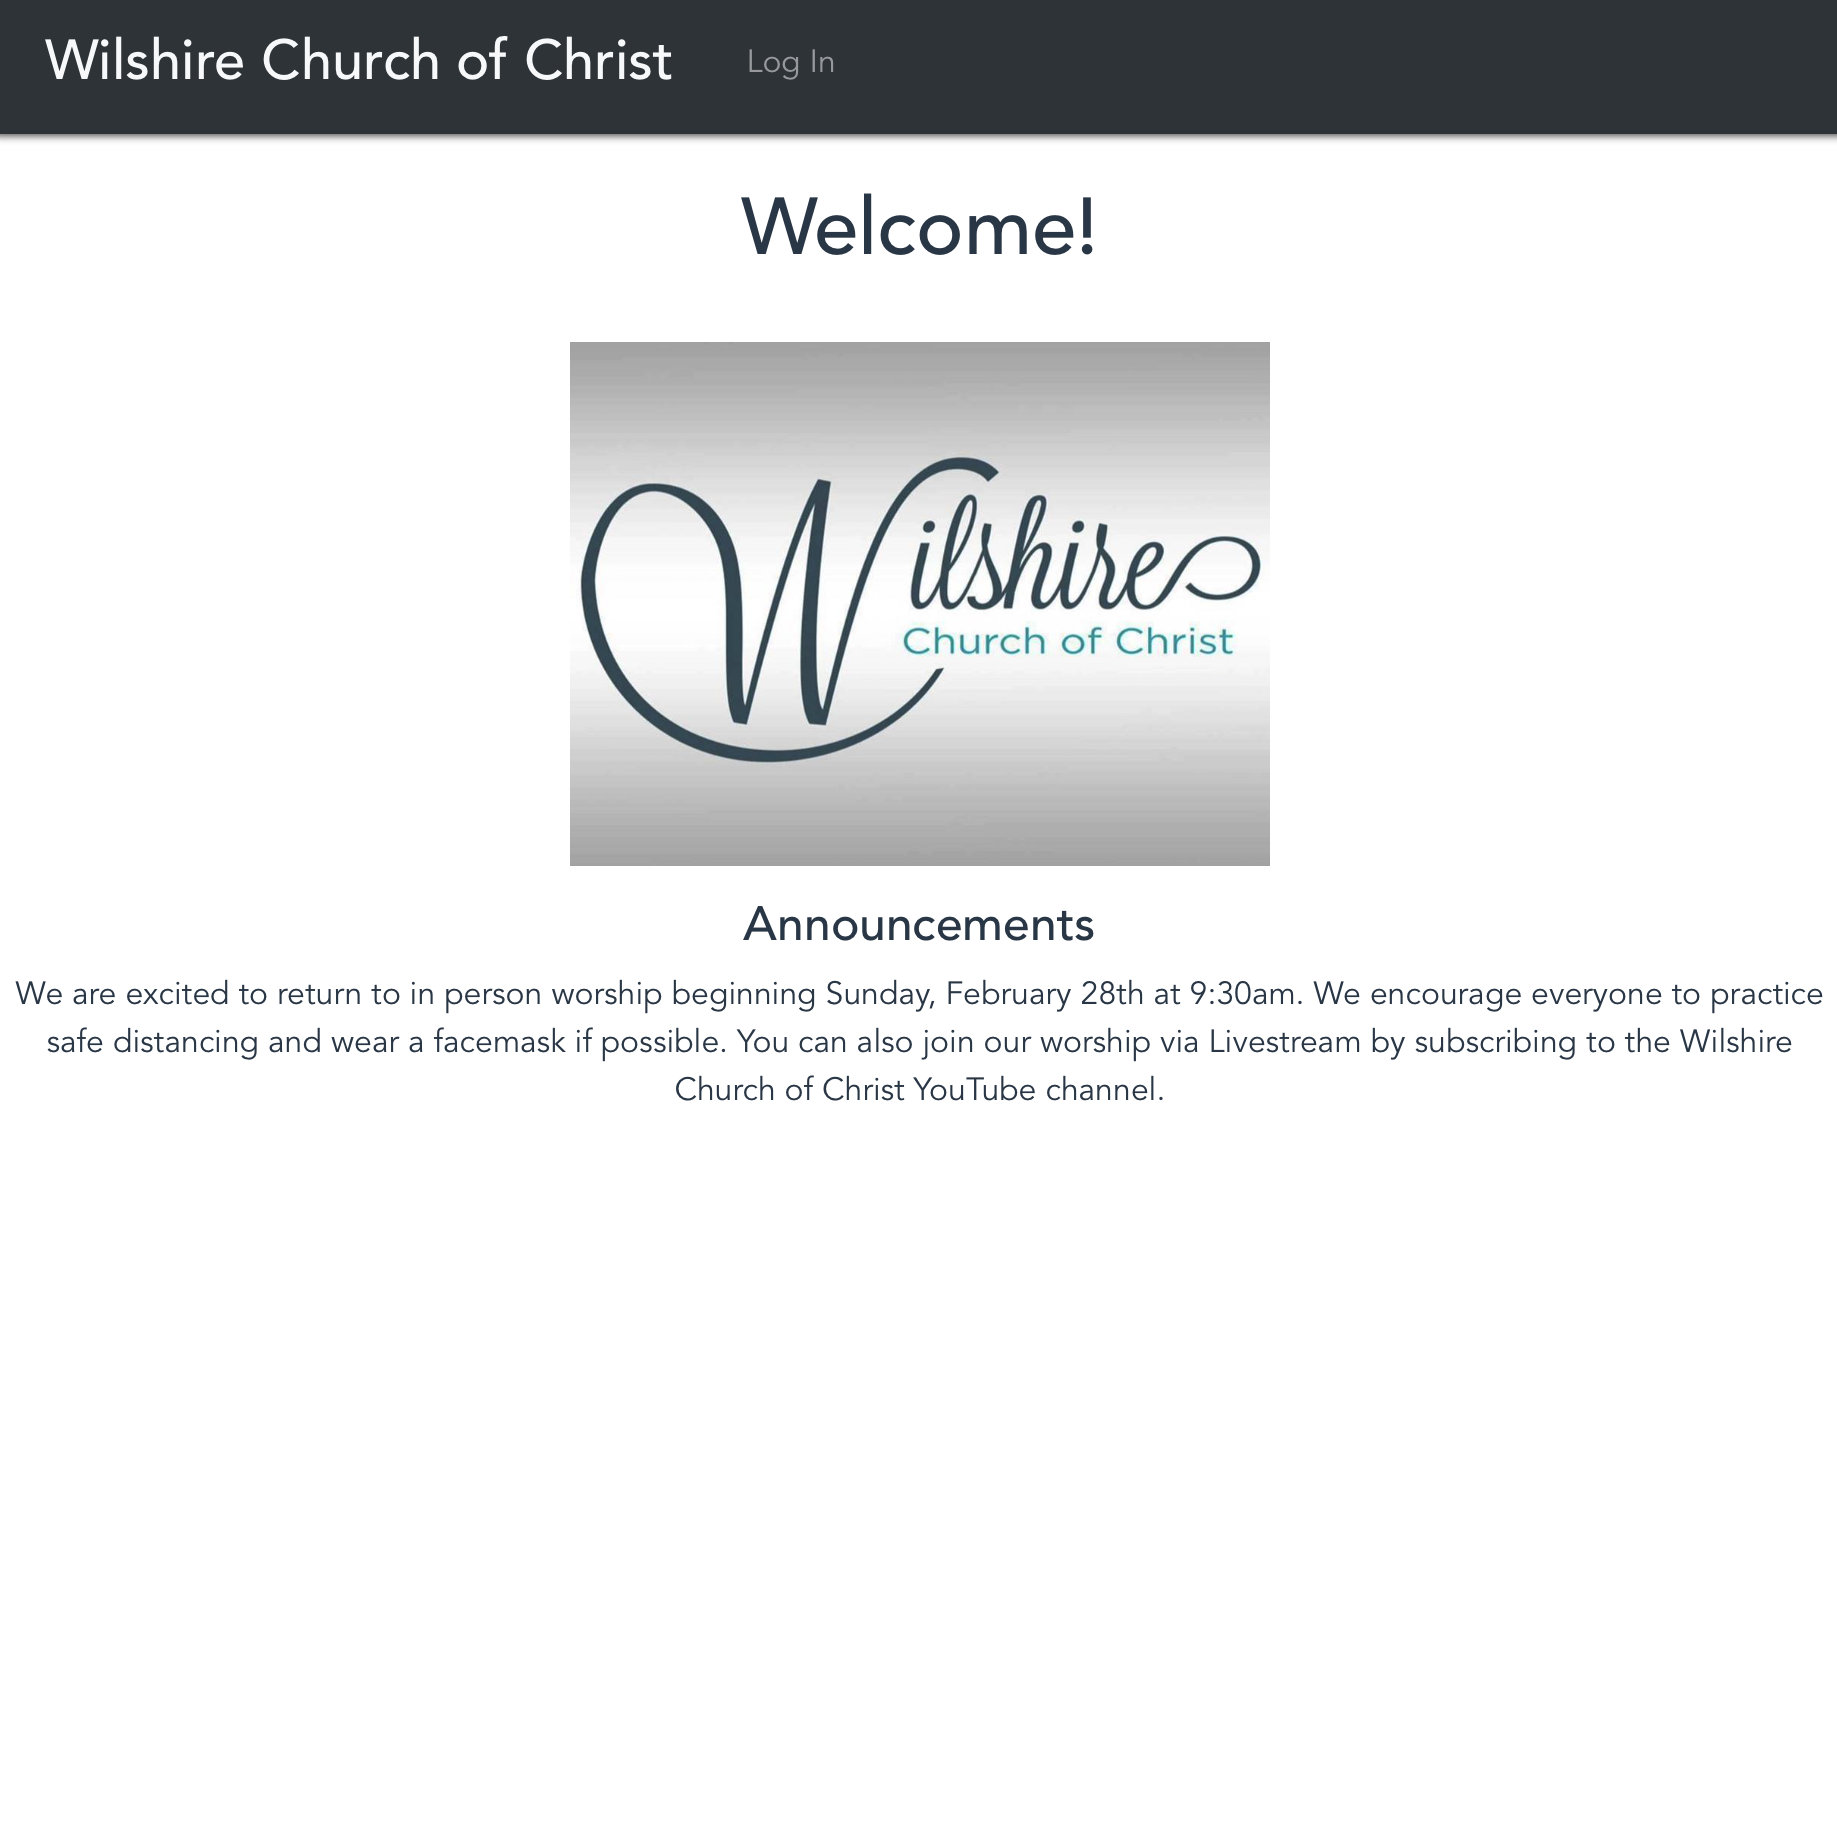 Wilshire Church of Christ
Log In
Welcome!
Wilshire
Church of Christ
Announcements
We are excited to return to in person worship beginning Sunday, February 28th at 9:30am. We encourage everyone to practice
safe distancing and wear a facemask if possible. You can also join our worship via Livestream by subscribing to the Wilshire
Church of Christ YouTube channel.